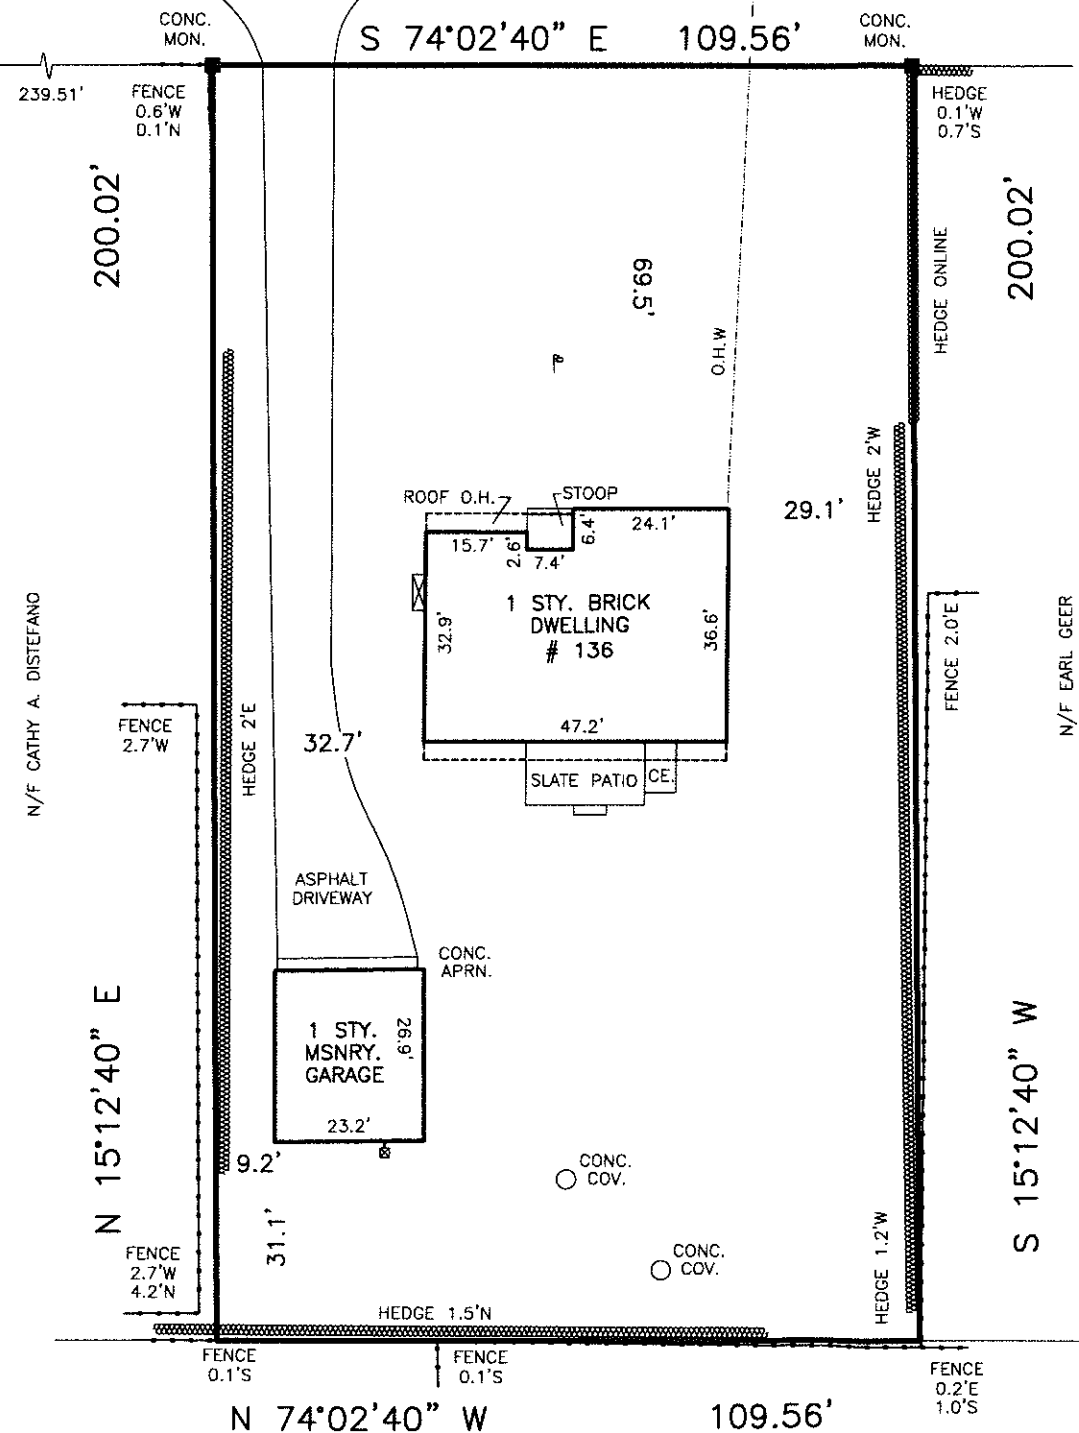 CONC.
MON.
S 74°02'40" E 109.56'
CONC.
MON.
239.51'
FENCE
0.6'W
0.1'N
HEDGE
0.1'W
0.7'S
200.02'
200.02'
HEDGE ONLINE
69.5'
O.H.W
HEDGE 2'W
29.1'
ROOF O.H.
STOOP
15.7'
2.6'
7.4'
6.4'
24.1'
1 STY. BRICK
DWELLING
# 136
32.9'
36.6'
47.2'
SLATE PATIO
CE.
N/F CATHY A. DISTEFANO
N/F EARL GEER
FENCE 2.0'E
FENCE
2.7'W
HEDGE 2'E
32.7'
ASPHALT
DRIVEWAY
CONC.
APRN.
1 STY.
MSNRY.
GARAGE
26.9'
23.2'
N 15°12'40" E
S 15°12'40" W
9.2'
31.1'
CONC.
COV.
CONC.
COV.
HEDGE 1.2'W
FENCE
2.7'W
4.2'N
HEDGE 1.5'N
FENCE
0.1'S
FENCE
0.1'S
FENCE
0.2'E
1.0'S
N 74°02'40" W 109.56'